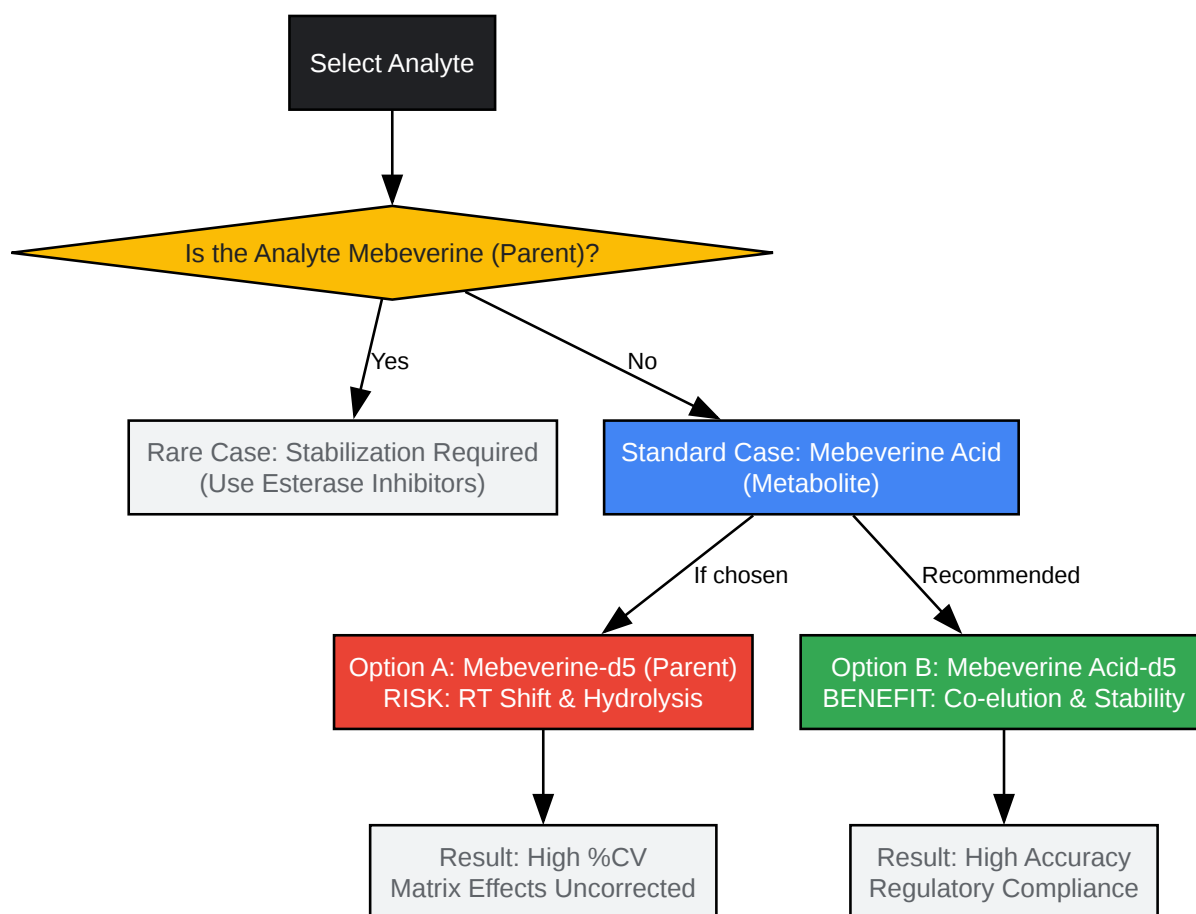 Select Analyte
Is the Analyte Mebeverine (Parent)?
Yes
No
Rare Case: Stabilization Required
(Use Esterase Inhibitors)
Standard Case: Mebeverine Acid
(Metabolite)
If chosen
Recommended
Option A: Mebeverine-d5 (Parent)
RISK: RT Shift & Hydrolysis
Option B: Mebeverine Acid-d5
BENEFIT: Co-elution & Stability
Result: High %CV
Matrix Effects Uncorrected
Result: High Accuracy
Regulatory Compliance